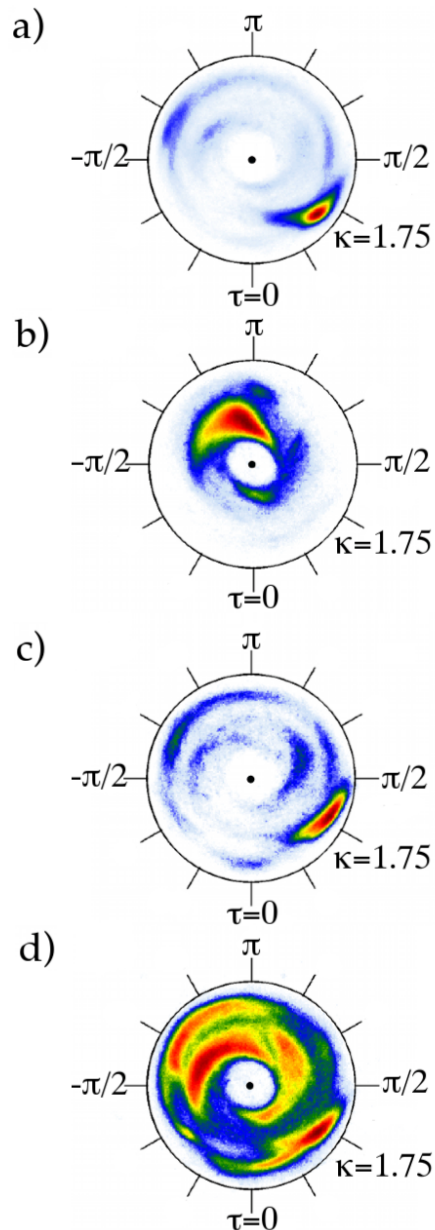 a)
π
-π/2
π/2
κ=1.75
τ=0
b)
π
-π/2
π/2
κ=1.75
τ=0
c)
π
-π/2
π/2
κ=1.75
τ=0
d)
π
-π/2
π/2
κ=1.75
τ=0